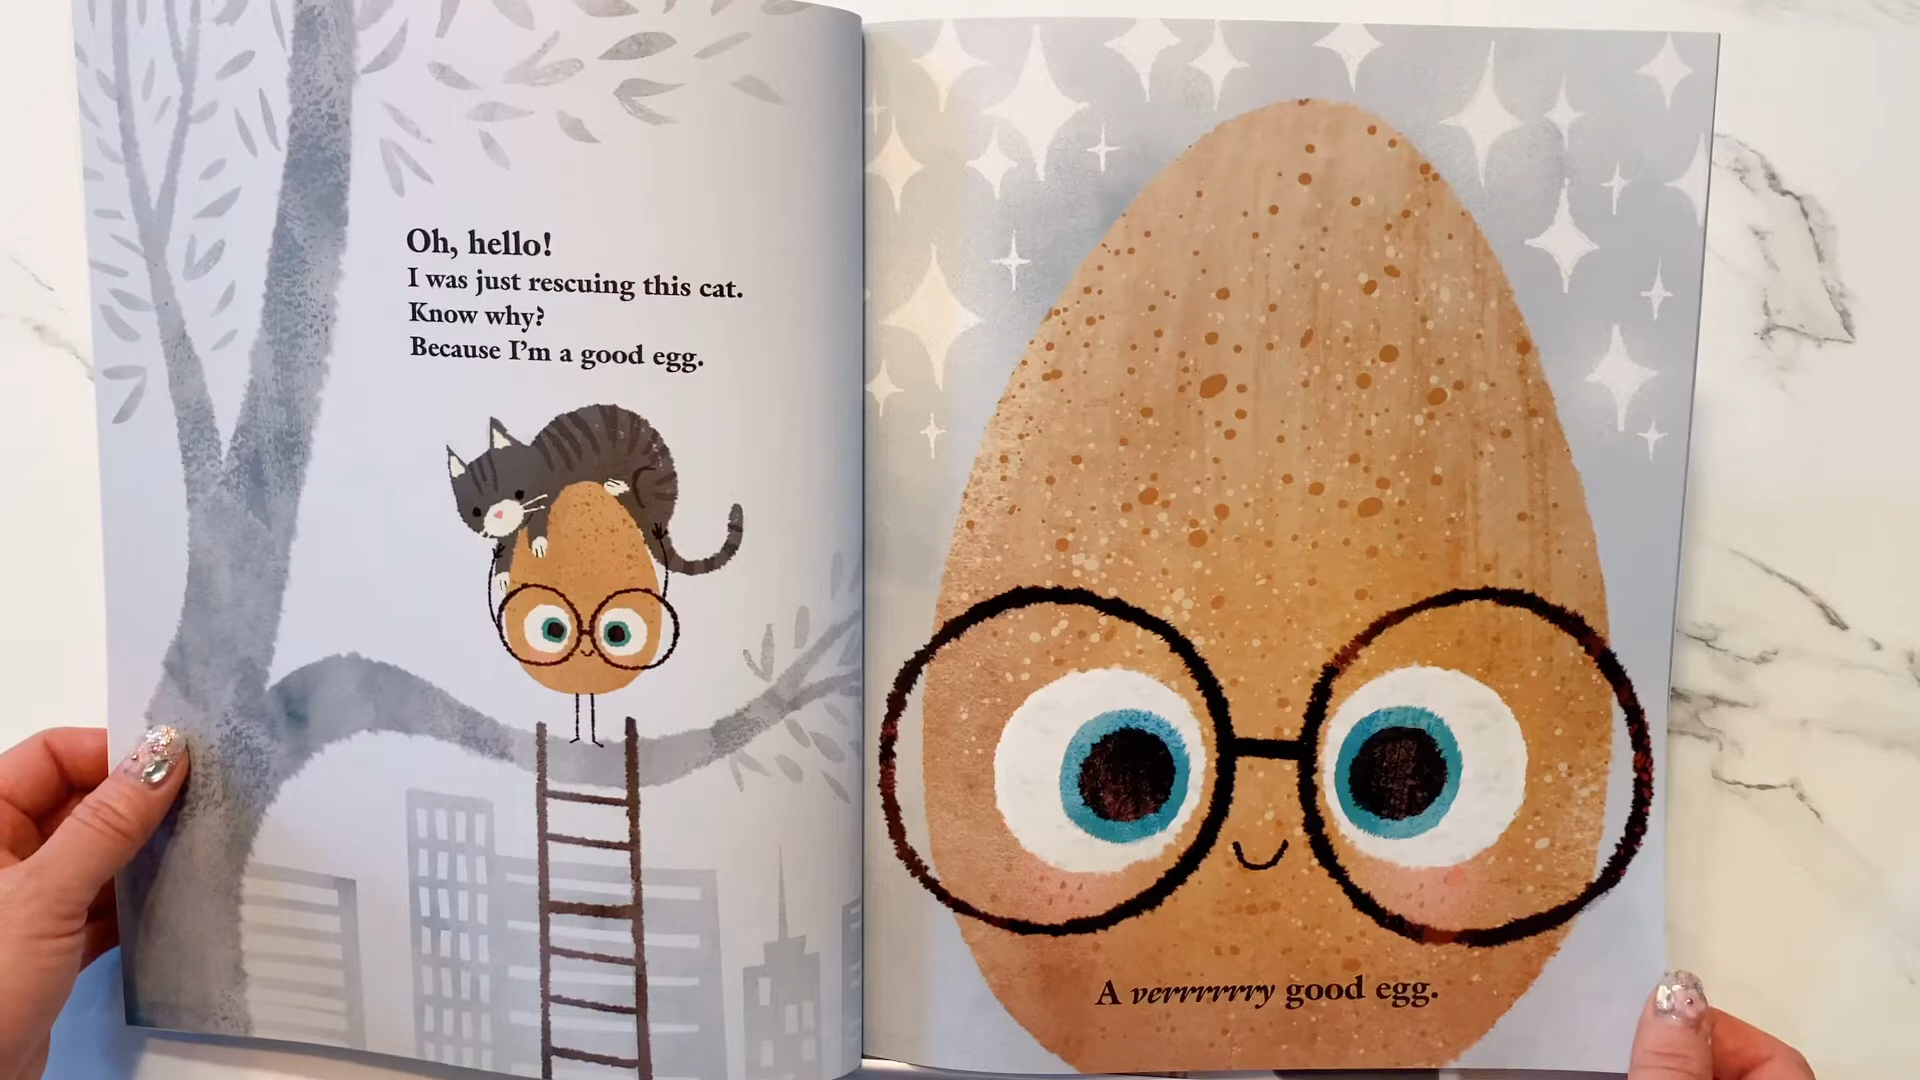 Oh, hello!
I was just rescuing this cat.
Know why?
Because I'm a good egg.
A verrrrrry good egg.